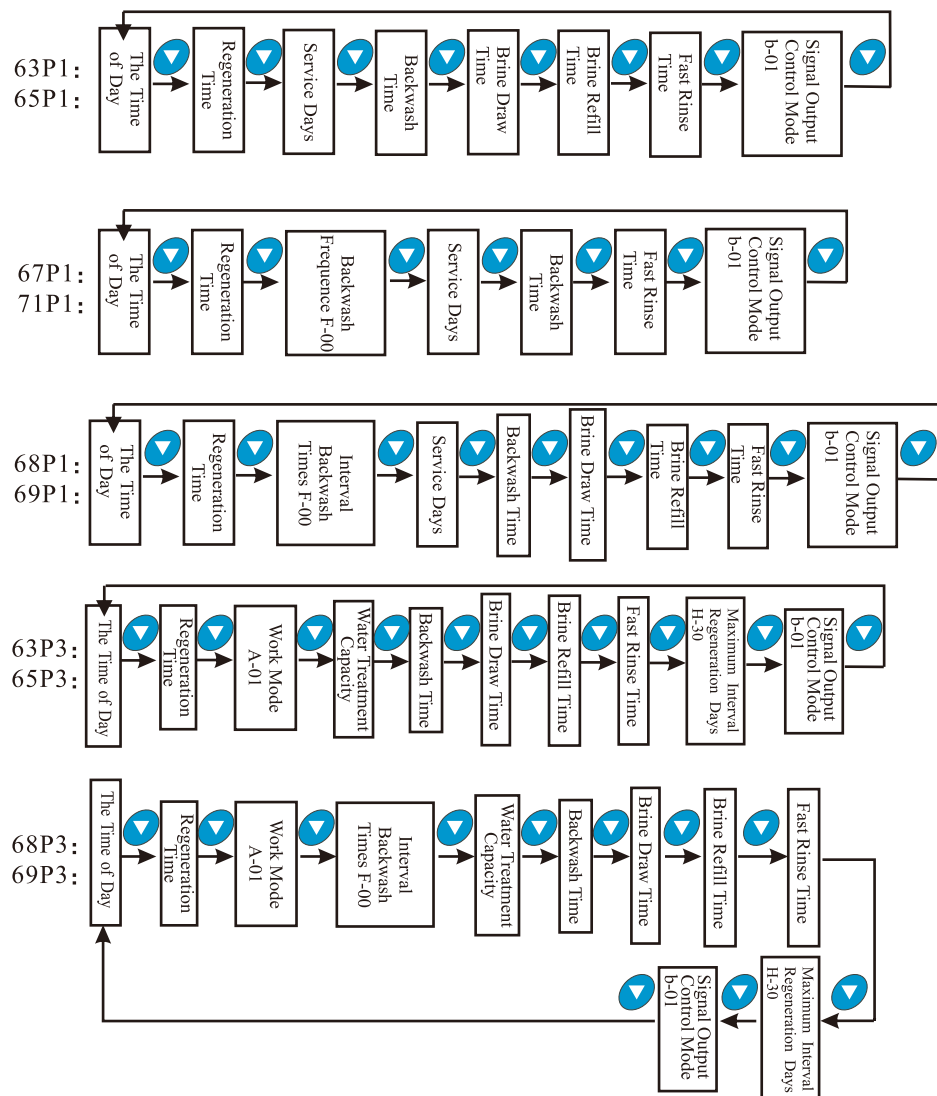 63P1:
65P1:
The Time
of Day
Regeneration
Time
Service Days
Backwash
Time
Brine Draw
Time
Brine Refill
Time
Fast Rinse
Time
Signal Output
Control Mode
b-01
67P1:
71P1:
The Time
of Day
Regeneration
Time
Backwash
Frequence F-00
Service Days
Backwash
Time
Fast Rinse
Time
Signal Output
Control Mode
b-01
68P1:
69P1:
The Time
of Day
Regeneration
Time
Interval
Backwash
Times F-00
Service Days
Backwash Time
Brine Draw Time
Brine Refill
Time
Fast Rinse
Time
Signal Output
Control Mode
b-01
63P3:
65P3:
The Time of Day
Regeneration
Time
Work Mode
A-01
Water Treatment
Capacity
Backwash Time
Brine Draw Time
Brine Refill Time
Fast Rinse Time
Maximum Interval
Regeneration Days
H-30
Signal Output
Control Mode
b-01
68P3:
69P3:
The Time of Day
Regeneration
Time
Work Mode
A-01
Interval
Backwash
Times F-00
Water Treatment
Capacity
Backwash Time
Brine Draw Time
Brine Refill Time
Fast Rinse Time
Maximum Interval
Regeneration Days
H-30
Signal Output
Control Mode
b-01